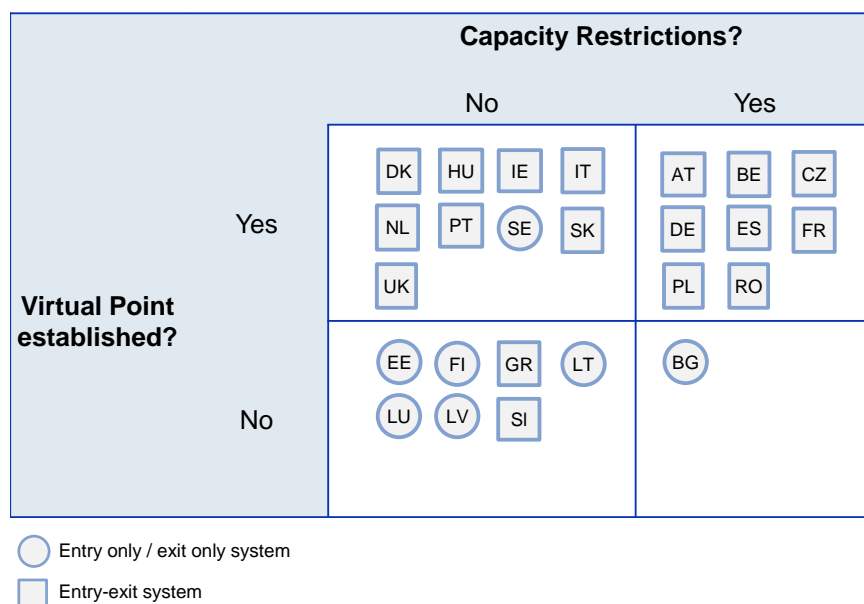 Capacity Restrictions?
No Yes
Yes
DK HU IE IT
NL PT SE SK
UK
AT BE CZ
DE ES FR
PL RO
Virtual Point
established?
No
EE FI GR LT
LU LV SI
BG
Entry only / exit only system
Entry-exit system